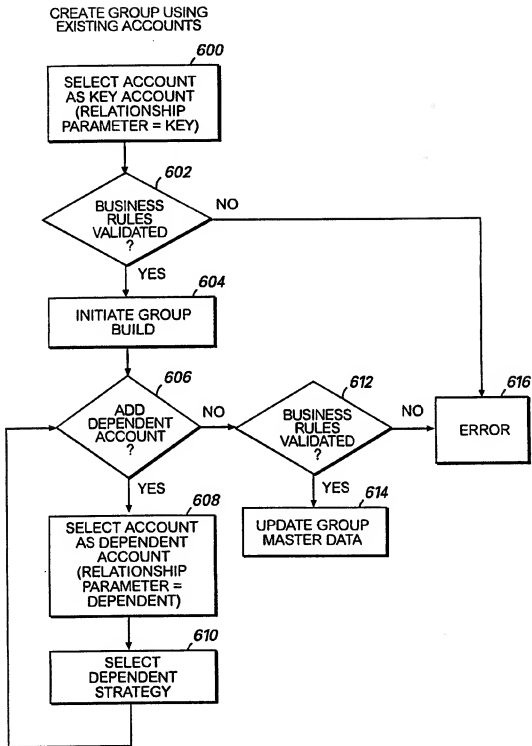 CREATE GROUP USING
EXISTING ACCOUNTS
600
SELECT ACCOUNT
AS KEY ACCOUNT
(RELATIONSHIP
PARAMETER = KEY)
602
BUSINESS
RULES
VALIDATED
?
NO
YES
604
INITIATE GROUP
BUILD
606
ADD
DEPENDENT
ACCOUNT
?
NO
YES
612
BUSINESS
RULES
VALIDATED
?
NO
YES
616
ERROR
614
UPDATE GROUP
MASTER DATA
608
SELECT ACCOUNT
AS DEPENDENT
ACCOUNT
(RELATIONSHIP
PARAMETER =
DEPENDENT)
610
SELECT
DEPENDENT
STRATEGY